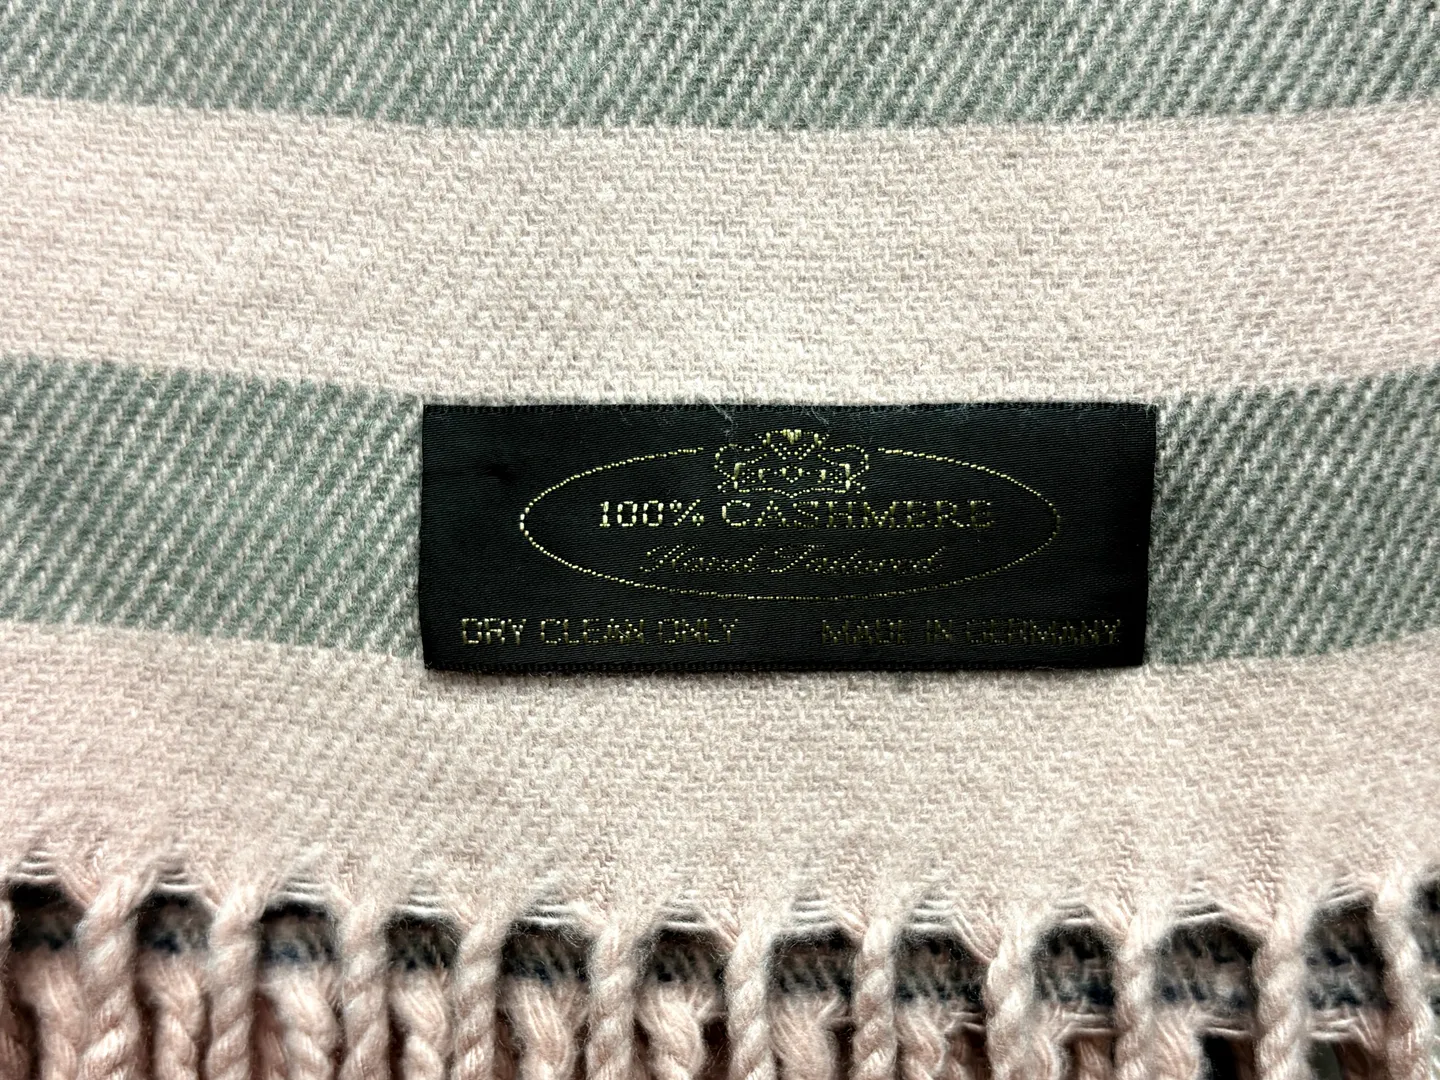 100% CASHMERE
Hand Tailored
DRY CLEAN ONLY MADE IN GERMANY